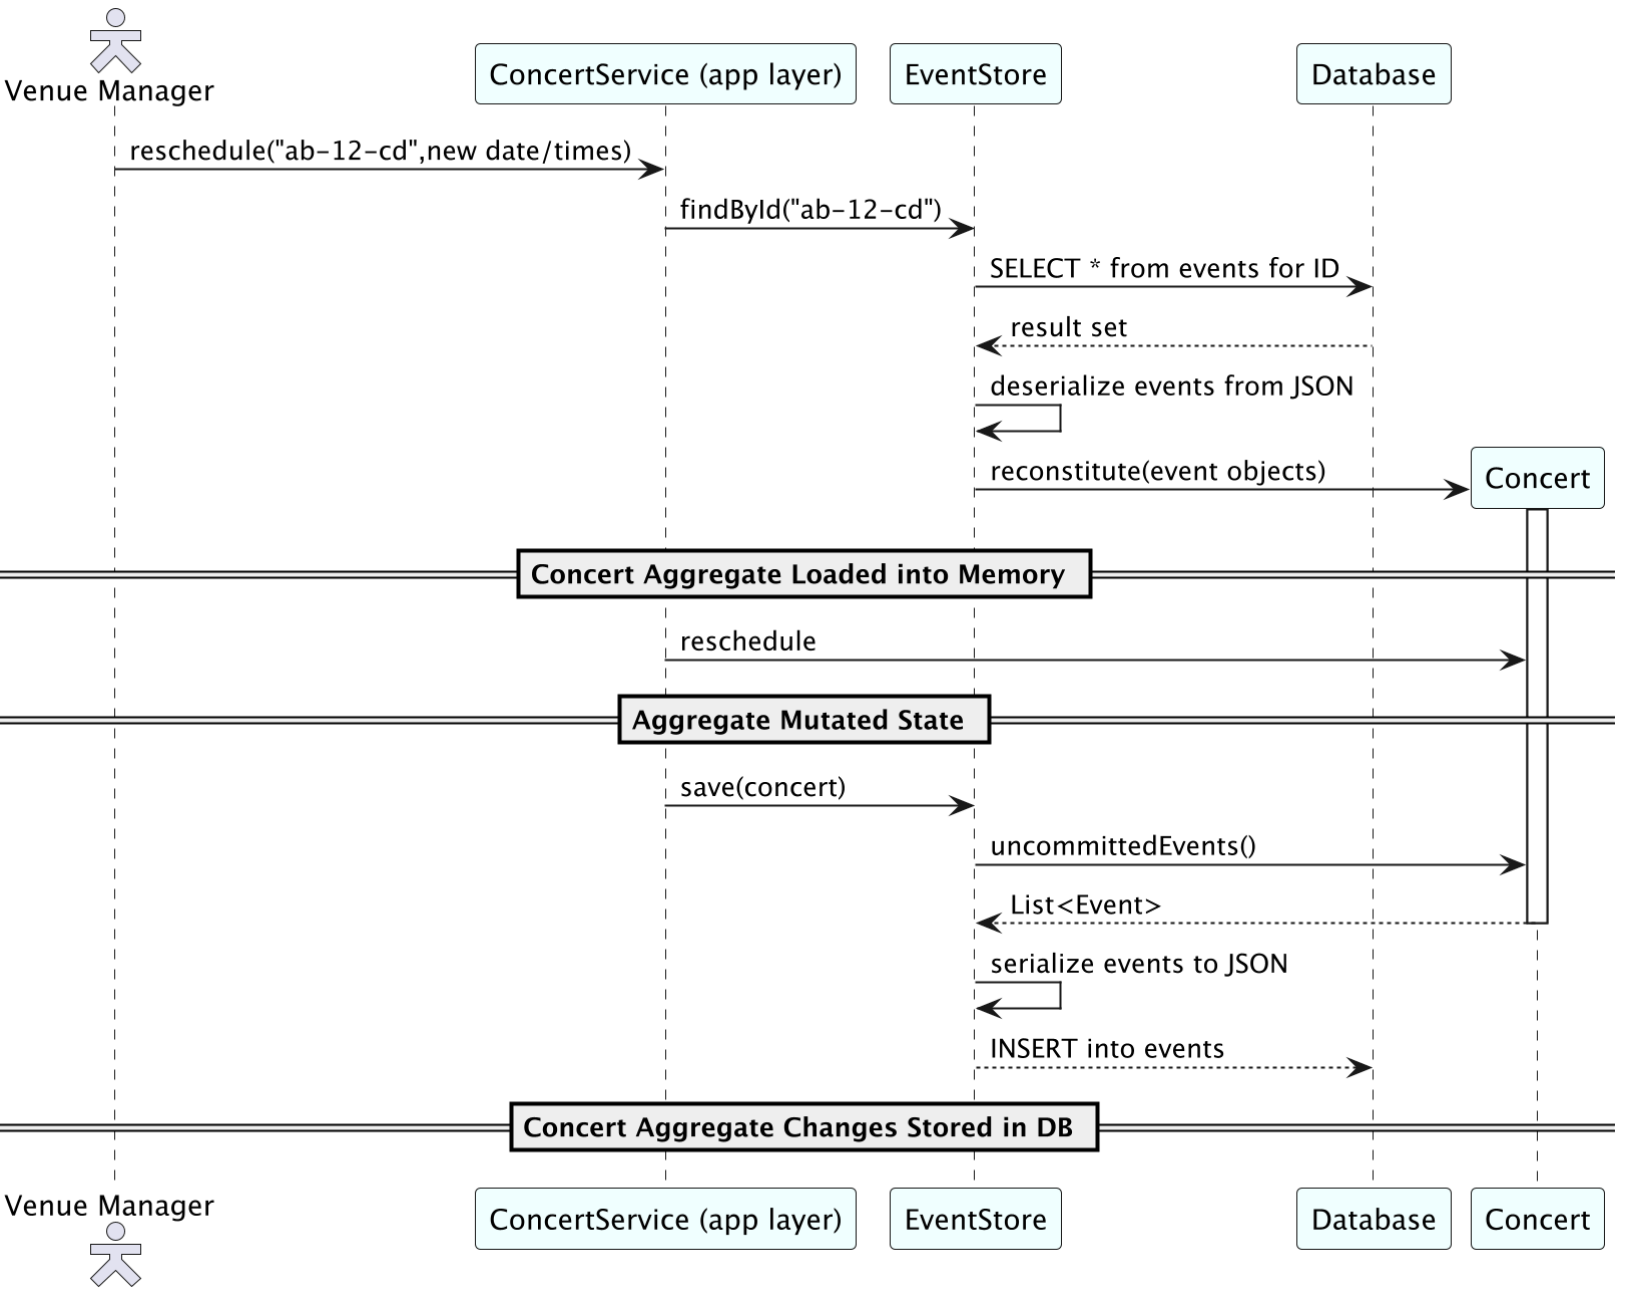 Venue Manager
ConcertService (app layer)
EventStore
Database
reschedule("ab-12-cd",new date/times)
findById("ab-12-cd")
SELECT * from events for ID
result set
deserialize events from JSON
reconstitute(event objects)
Concert
Concert Aggregate Loaded into Memory
reschedule
Aggregate Mutated State
save(concert)
uncommittedEvents()
List<Event>
serialize events to JSON
INSERT into events
Concert Aggregate Changes Stored in DB
Venue Manager
ConcertService (app layer)
EventStore
Database
Concert